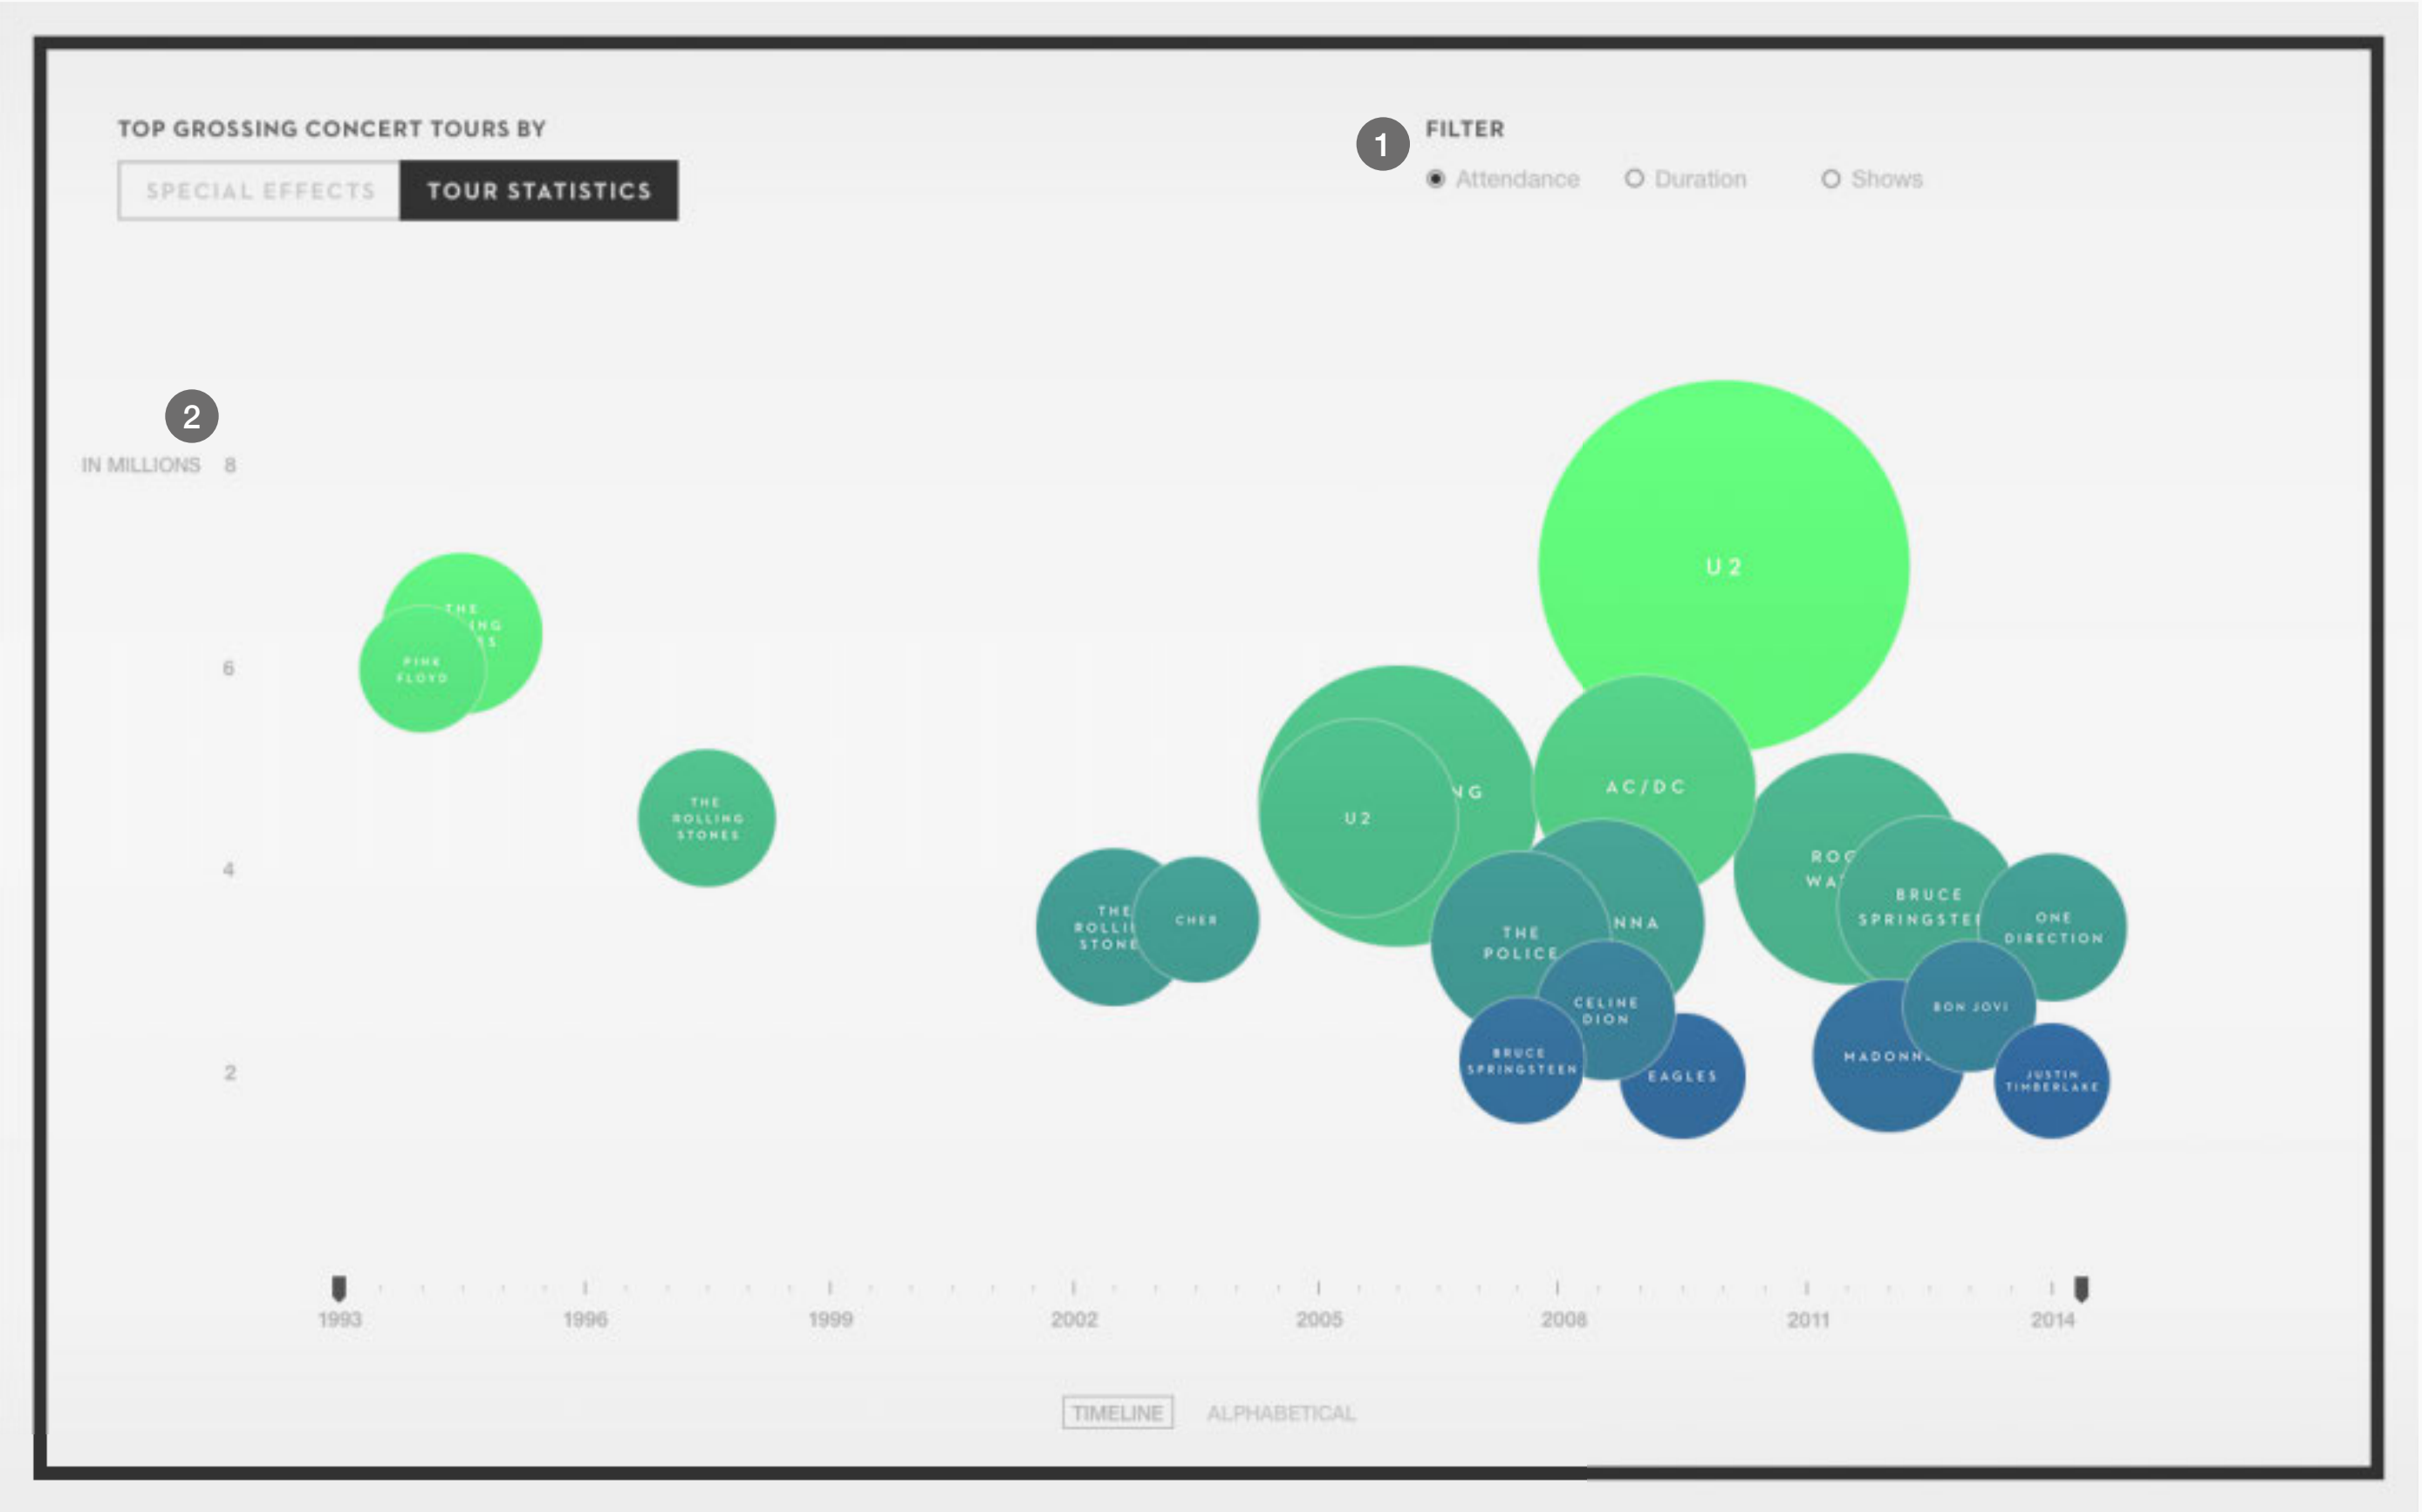 TOP GROSSING CONCERT TOURS BY
SPECIAL EFFECTS TOUR STATISTICS
1 FILTER
Attendance Duration Shows
2
IN MILLIONS 8
6
4
2
U2
THE
PINK
FLOYD
THE
ROLLING
STONES
THE
CHER
U2
AC/DC
THE
POLICE
CELINE
DION
BRUCE
SPRINGSTEEN
EAGLES
BRUCE
ONE
DIRECTION
BON JOVI
JUSTIN
TIMBERLAKE
1993 1996 1999 2002 2005 2008 2011 2014
TIMELINE ALPHABETICAL